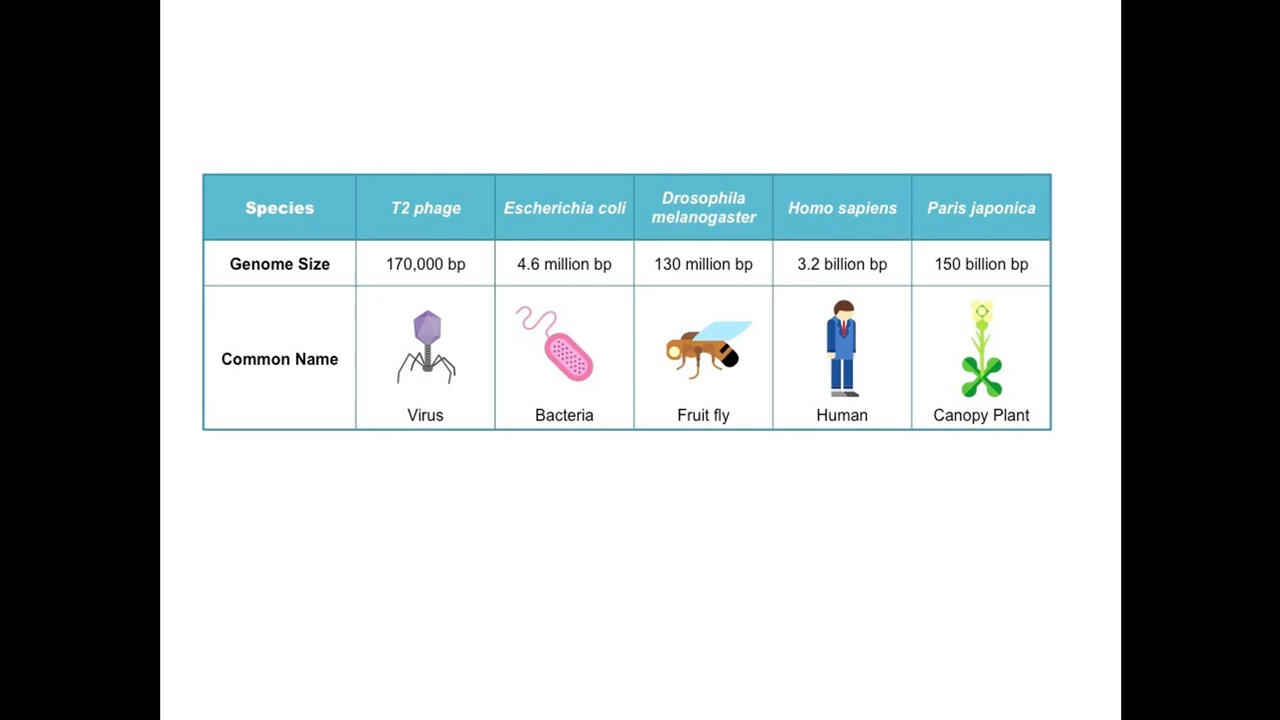 Species T2 phage Escherichia coli Drosophila melanogaster Homo sapiens Paris japonica
Genome Size 170,000 bp 4.6 million bp 130 million bp 3.2 billion bp 150 billion bp
Common Name Virus Bacteria Fruit fly Human Canopy Plant